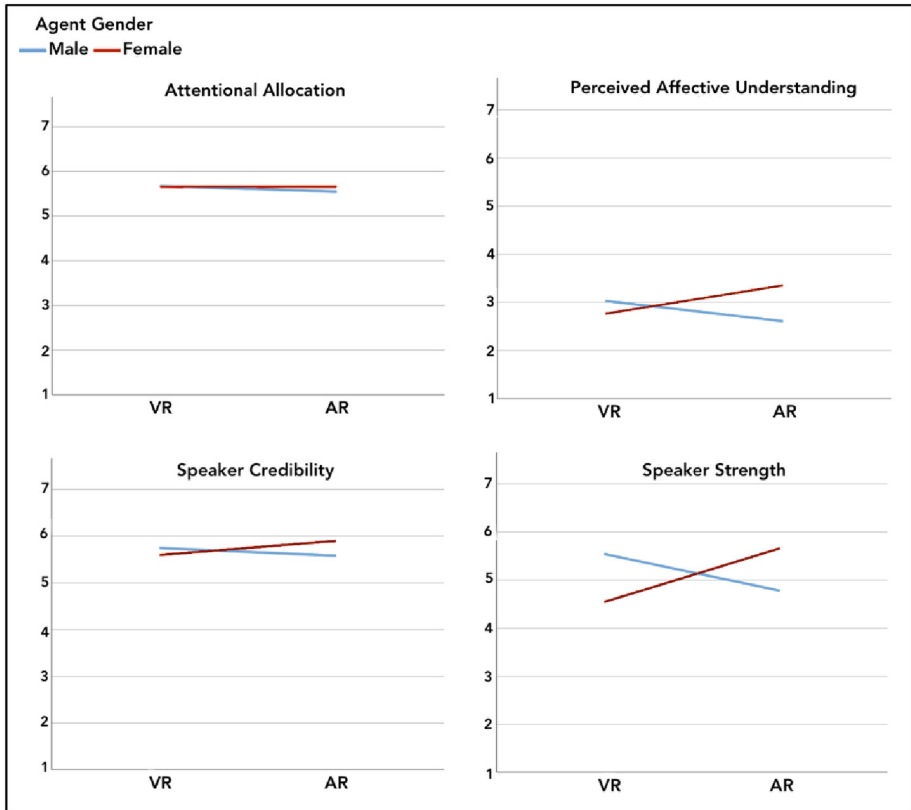 Agent Gender
Male Female
Attentional Allocation
7
6
5
4
3
2
1
VR AR
Perceived Affective Understanding
7
6
5
4
3
2
1
VR AR
Speaker Credibility
7
6
5
4
3
2
1
VR AR
Speaker Strength
7
6
5
4
3
2
1
VR AR